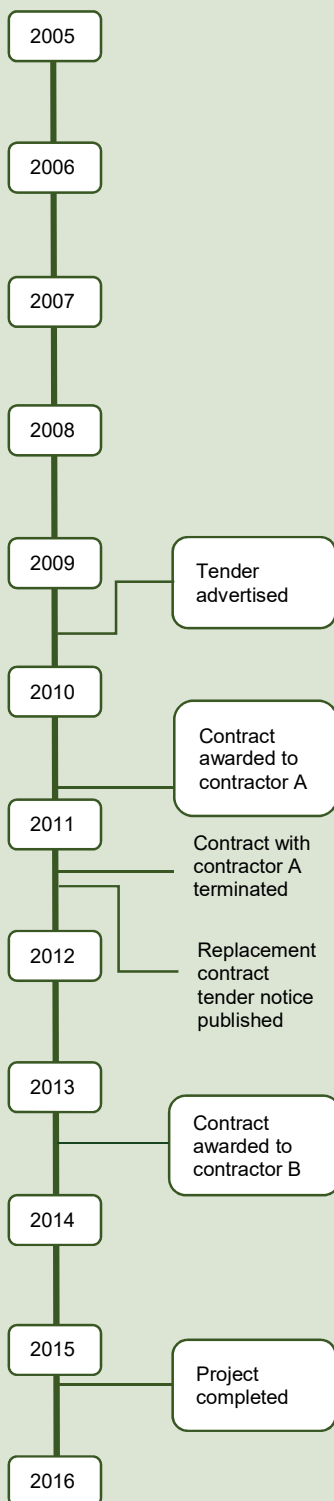 2005
2006
2007
2008
2009
Tender
advertised
2010
Contract
awarded to
contractor A
2011
Contract with
contractor A
terminated
2012
Replacement
contract
tender notice
published
2013
Contract
awarded to
contractor B
2014
2015
Project
completed
2016